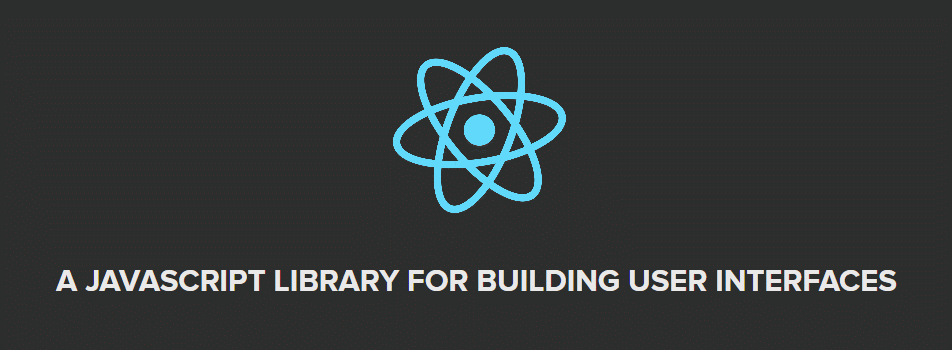 A JAVASCRIPT LIBRARY FOR BUILDING USER INTERFACES